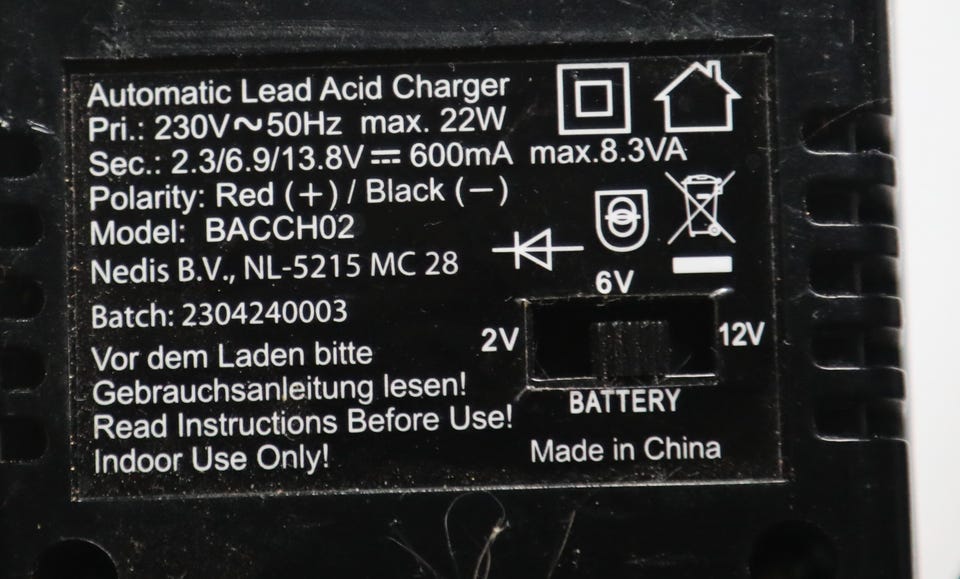 Automatic Lead Acid Charger
Pri.: 230V~50Hz max. 22W
Sec.: 2.3/6.9/13.8V⎓600mA max.8.3VA
Polarity: Red (+) / Black (−)
Model: BACCH02
Nedis B.V., NL-5215 MC 28
Batch: 2304240003
6V
2V
12V
BATTERY
Vor dem Laden bitte
Gebrauchsanleitung lesen!
Read Instructions Before Use!
Indoor Use Only!
Made in China